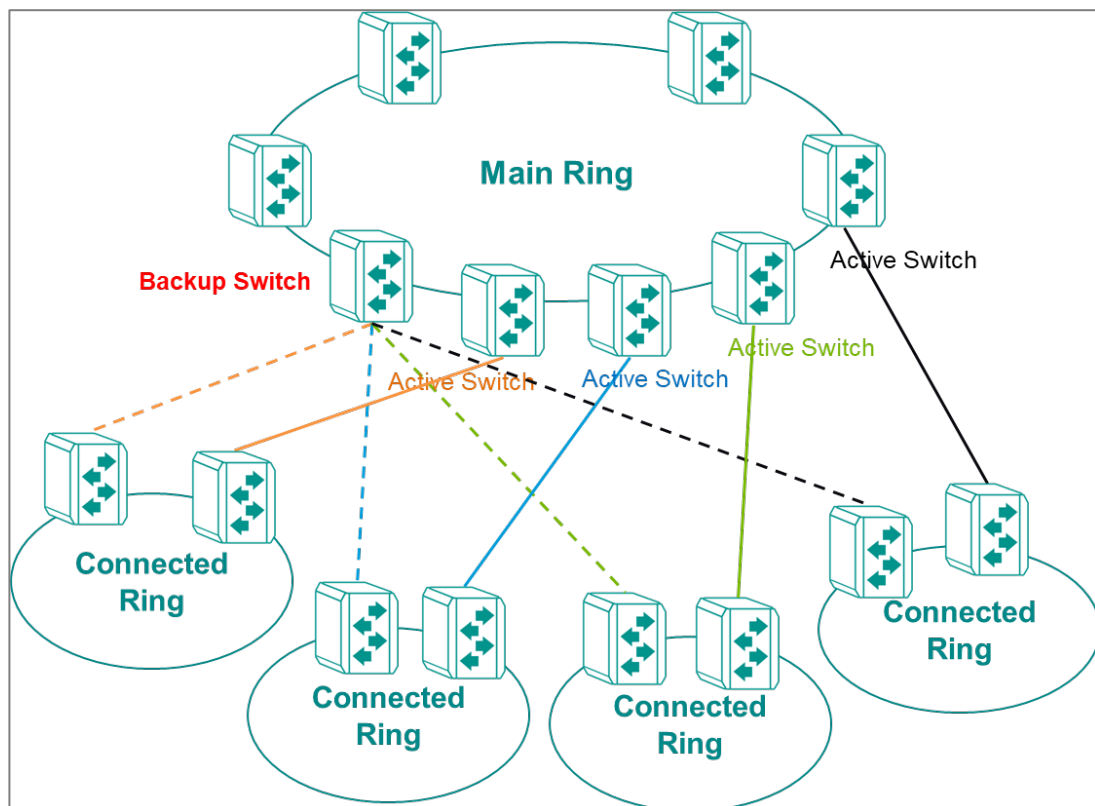 Main Ring
Active Switch
Backup Switch
Active Switch
Active Switch
Active Switch
Connected
Ring
Connected
Ring
Connected
Ring
Connected
Ring